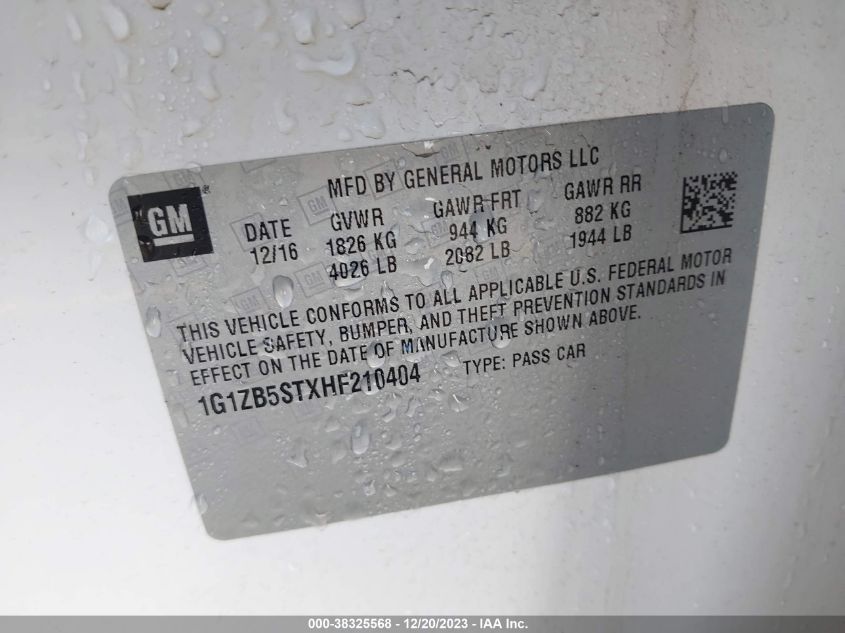 MFD BY GENERAL MOTORS LLC
GM
DATE GVWR GAWR FRT GAWR RR
12/16 1826 KG 944 KG 882 KG
4026 LB 2082 LB 1944 LB
THIS VEHICLE CONFORMS TO ALL APPLICABLE U.S. FEDERAL MOTOR
VEHICLE SAFETY, BUMPER, AND THEFT PREVENTION STANDARDS IN
EFFECT ON THE DATE OF MANUFACTURE SHOWN ABOVE.
1G1ZB5STXHF210404 TYPE: PASS CAR
000-38325568 - 12/20/2023 - IAA Inc.